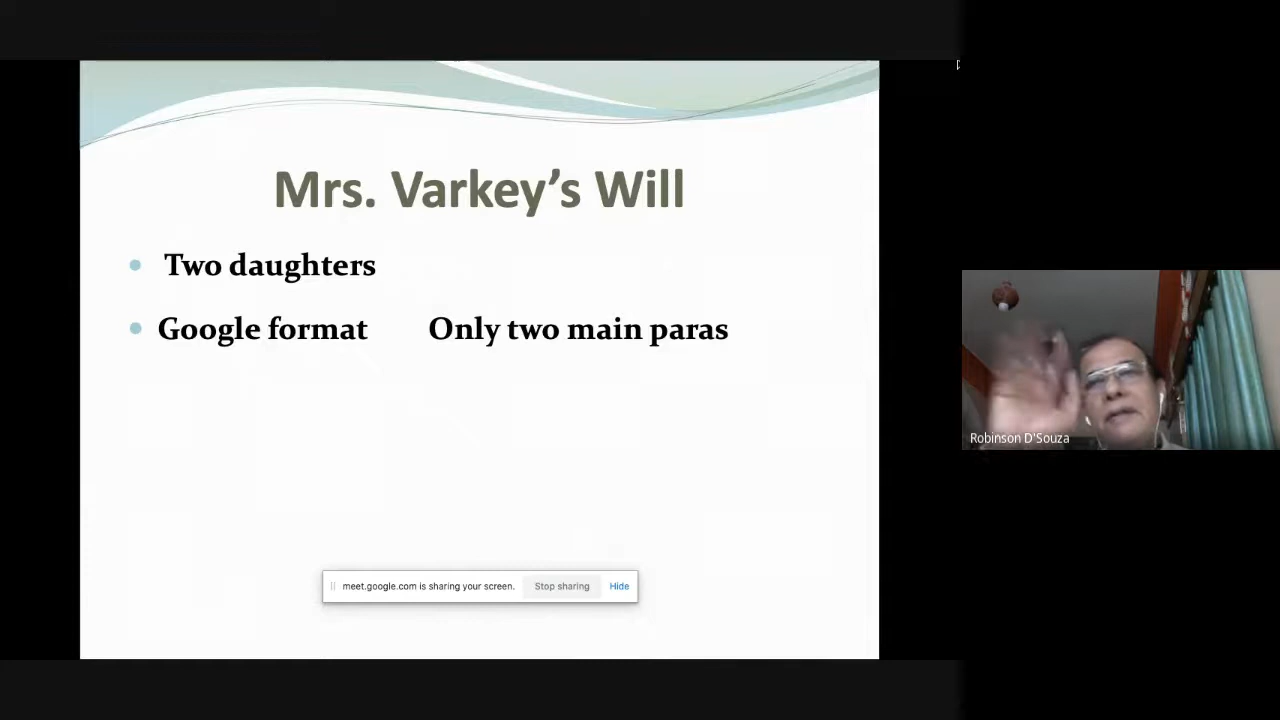 Mrs. Varkey’s Will
Two daughters
Google format Only two main paras
meet.google.com is sharing your screen. Stop sharing Hide
Robinson D'Souza